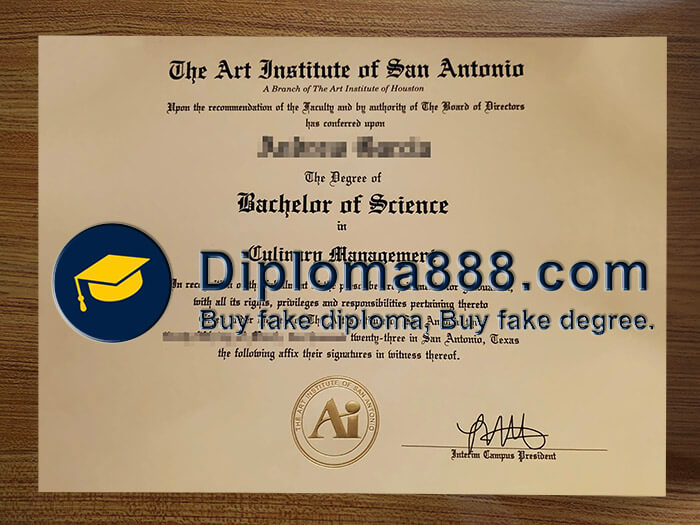 The Art Institute of San Antonio
A Branch of The Art Institute of Houston
Upon the recommendation of the Faculty and by authority of The Board of Directors
has conferred upon
The Degree of
Bachelor of Science
in
Culinary Management
Diploma888.com
In
with all its rights, privileges and responsibilities pertaining thereto
Buy fake diploma, Buy fake degree.
twenty-three in San Antonio, Texas
the following affix their signatures in witness thereof.
THE ART INSTITUTE OF SAN ANTONIO
Ai
Interim Campus President